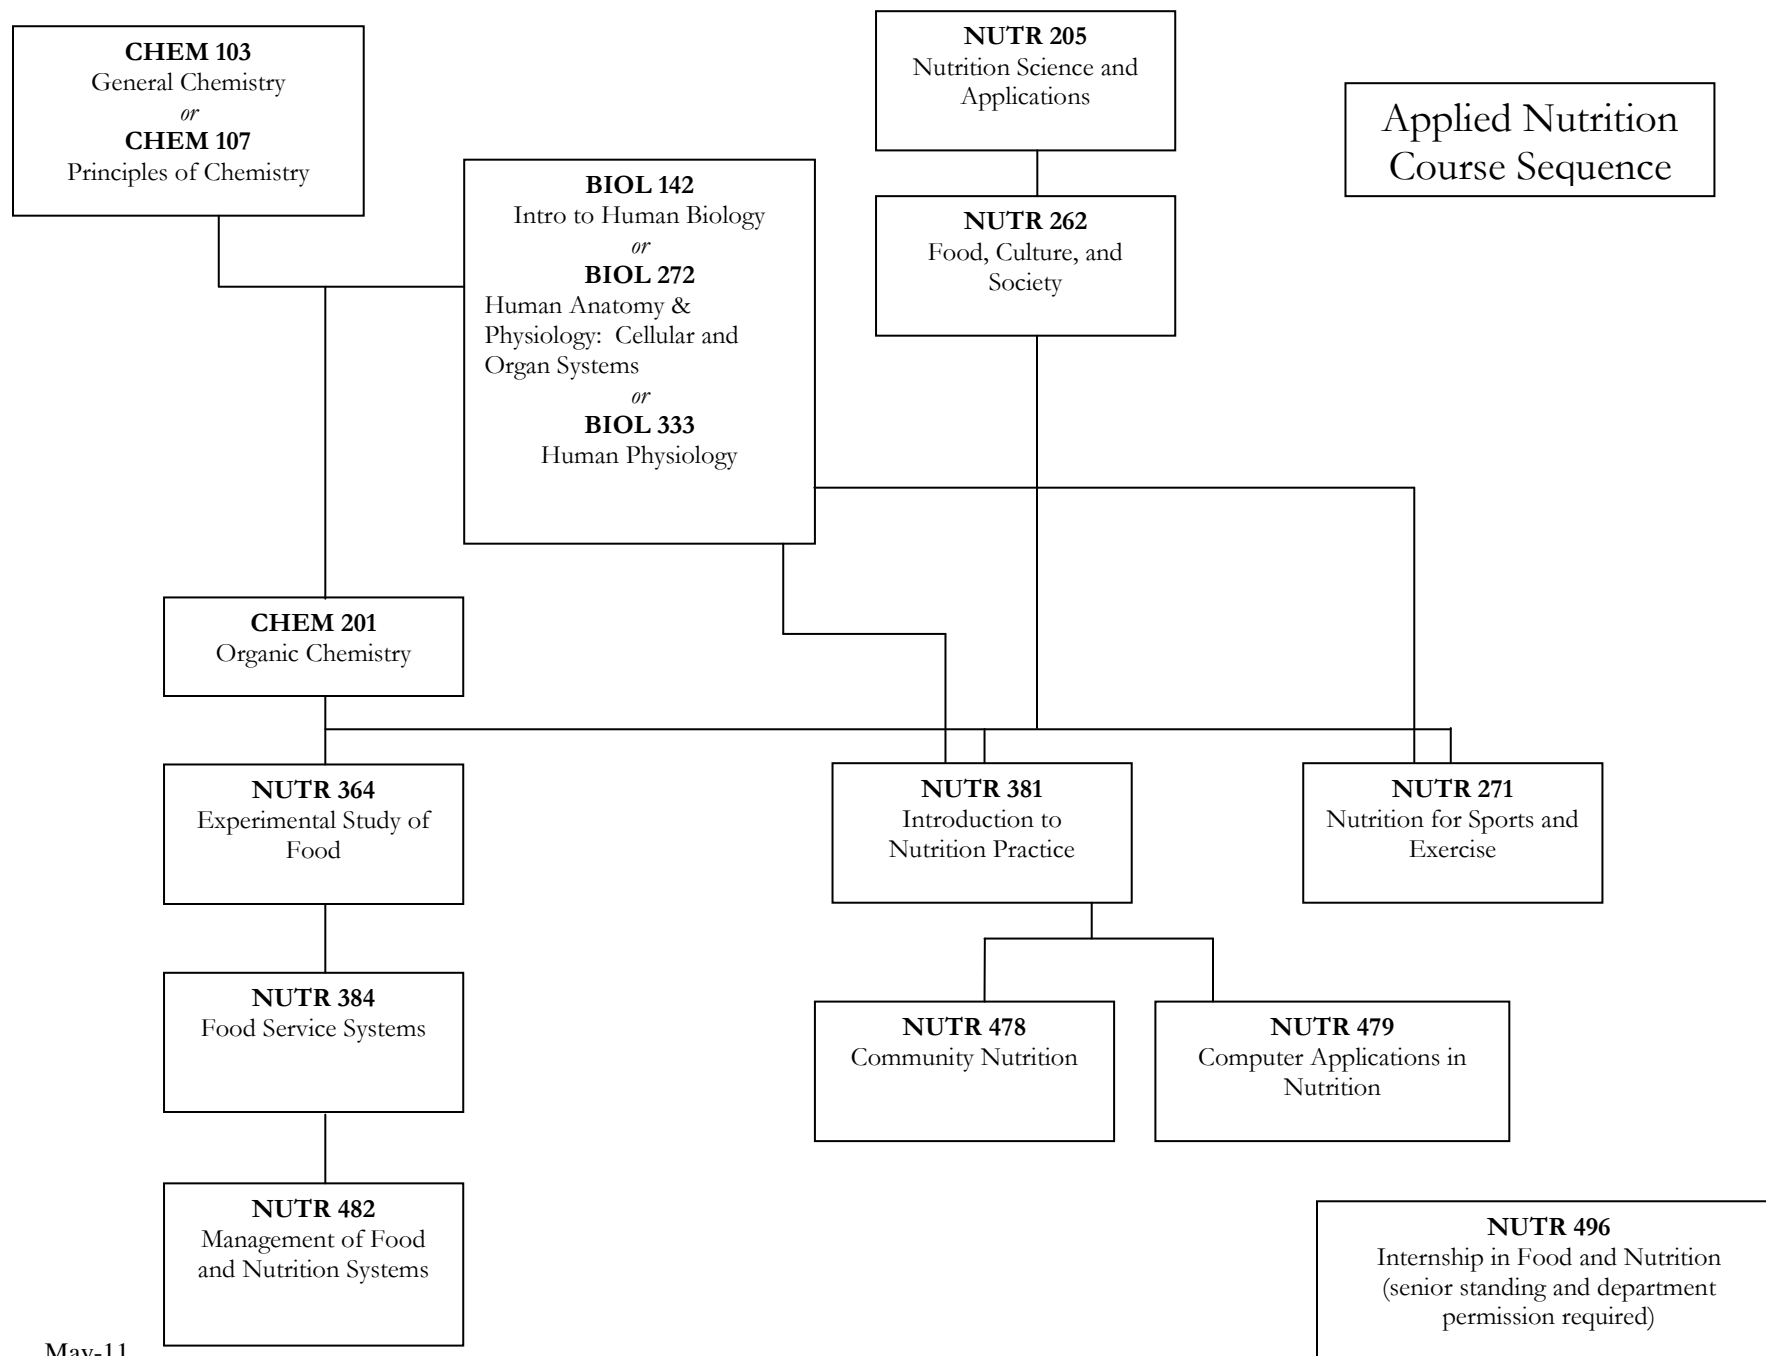 CHEM 103
General Chemistry
or
CHEM 107
Principles of Chemistry
NUTR 205
Nutrition Science and
Applications
Applied Nutrition
Course Sequence
BIOL 142
Intro to Human Biology
or
BIOL 272
Human Anatomy &
Physiology:  Cellular and
Organ Systems
or
BIOL 333
Human Physiology
NUTR 262
Food, Culture, and
Society
CHEM 201
Organic Chemistry
NUTR 364
Experimental Study of
Food
NUTR 381
Introduction to
Nutrition Practice
NUTR 271
Nutrition for Sports and
Exercise
NUTR 384
Food Service Systems
NUTR 478
Community Nutrition
NUTR 479
Computer Applications in
Nutrition
NUTR 482
Management of Food
and Nutrition Systems
NUTR 496
Internship in Food and Nutrition
(senior standing and department
permission required)
May-11